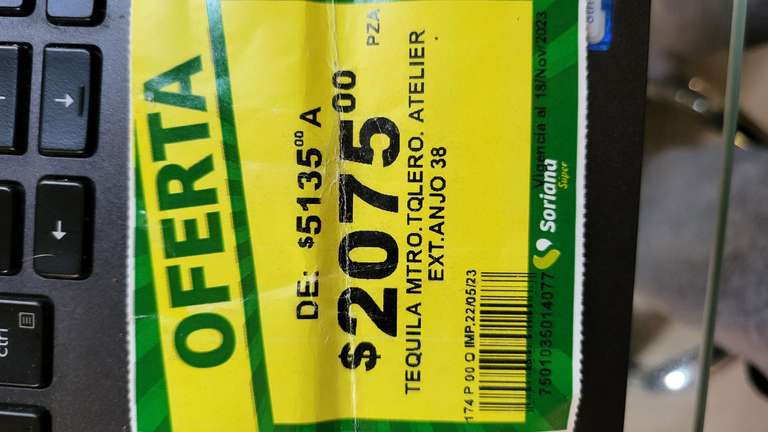 OFERTA
DE: $5135⁰⁰ A
$2075⁰⁰ PZA
TEQUILA MTRO.TQLERO. ATELIER
EXT.ANJO 38
174 P 00 O IMP.22/05/23
7501035014077
Soriana
Super
Vigencia al 18/Nov/2023
Ctrl